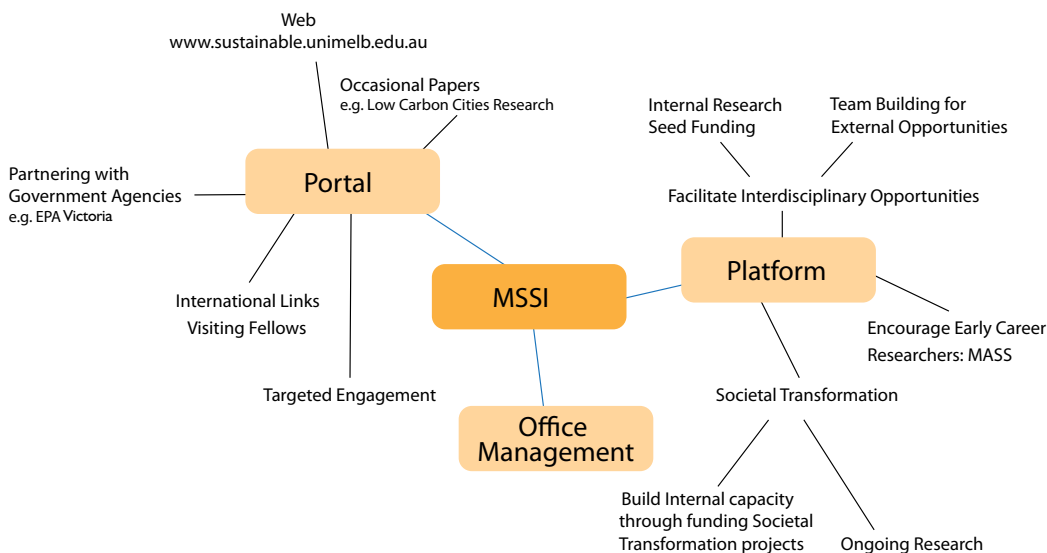 Web
www.sustainable.unimelb.edu.au
Occasional Papers
e.g. Low Carbon Cities Research
Partnering with
Government Agencies
e.g. EPA Victoria
Portal
International Links
Visiting Fellows
Targeted Engagement
MSSI
Office
Management
Internal Research
Seed Funding
Team Building for
External Opportunities
Facilitate Interdisciplinary Opportunities
Platform
Encourage Early Career
Researchers: MASS
Societal Transformation
Build Internal capacity
through funding Societal
Transformation projects
Ongoing Research